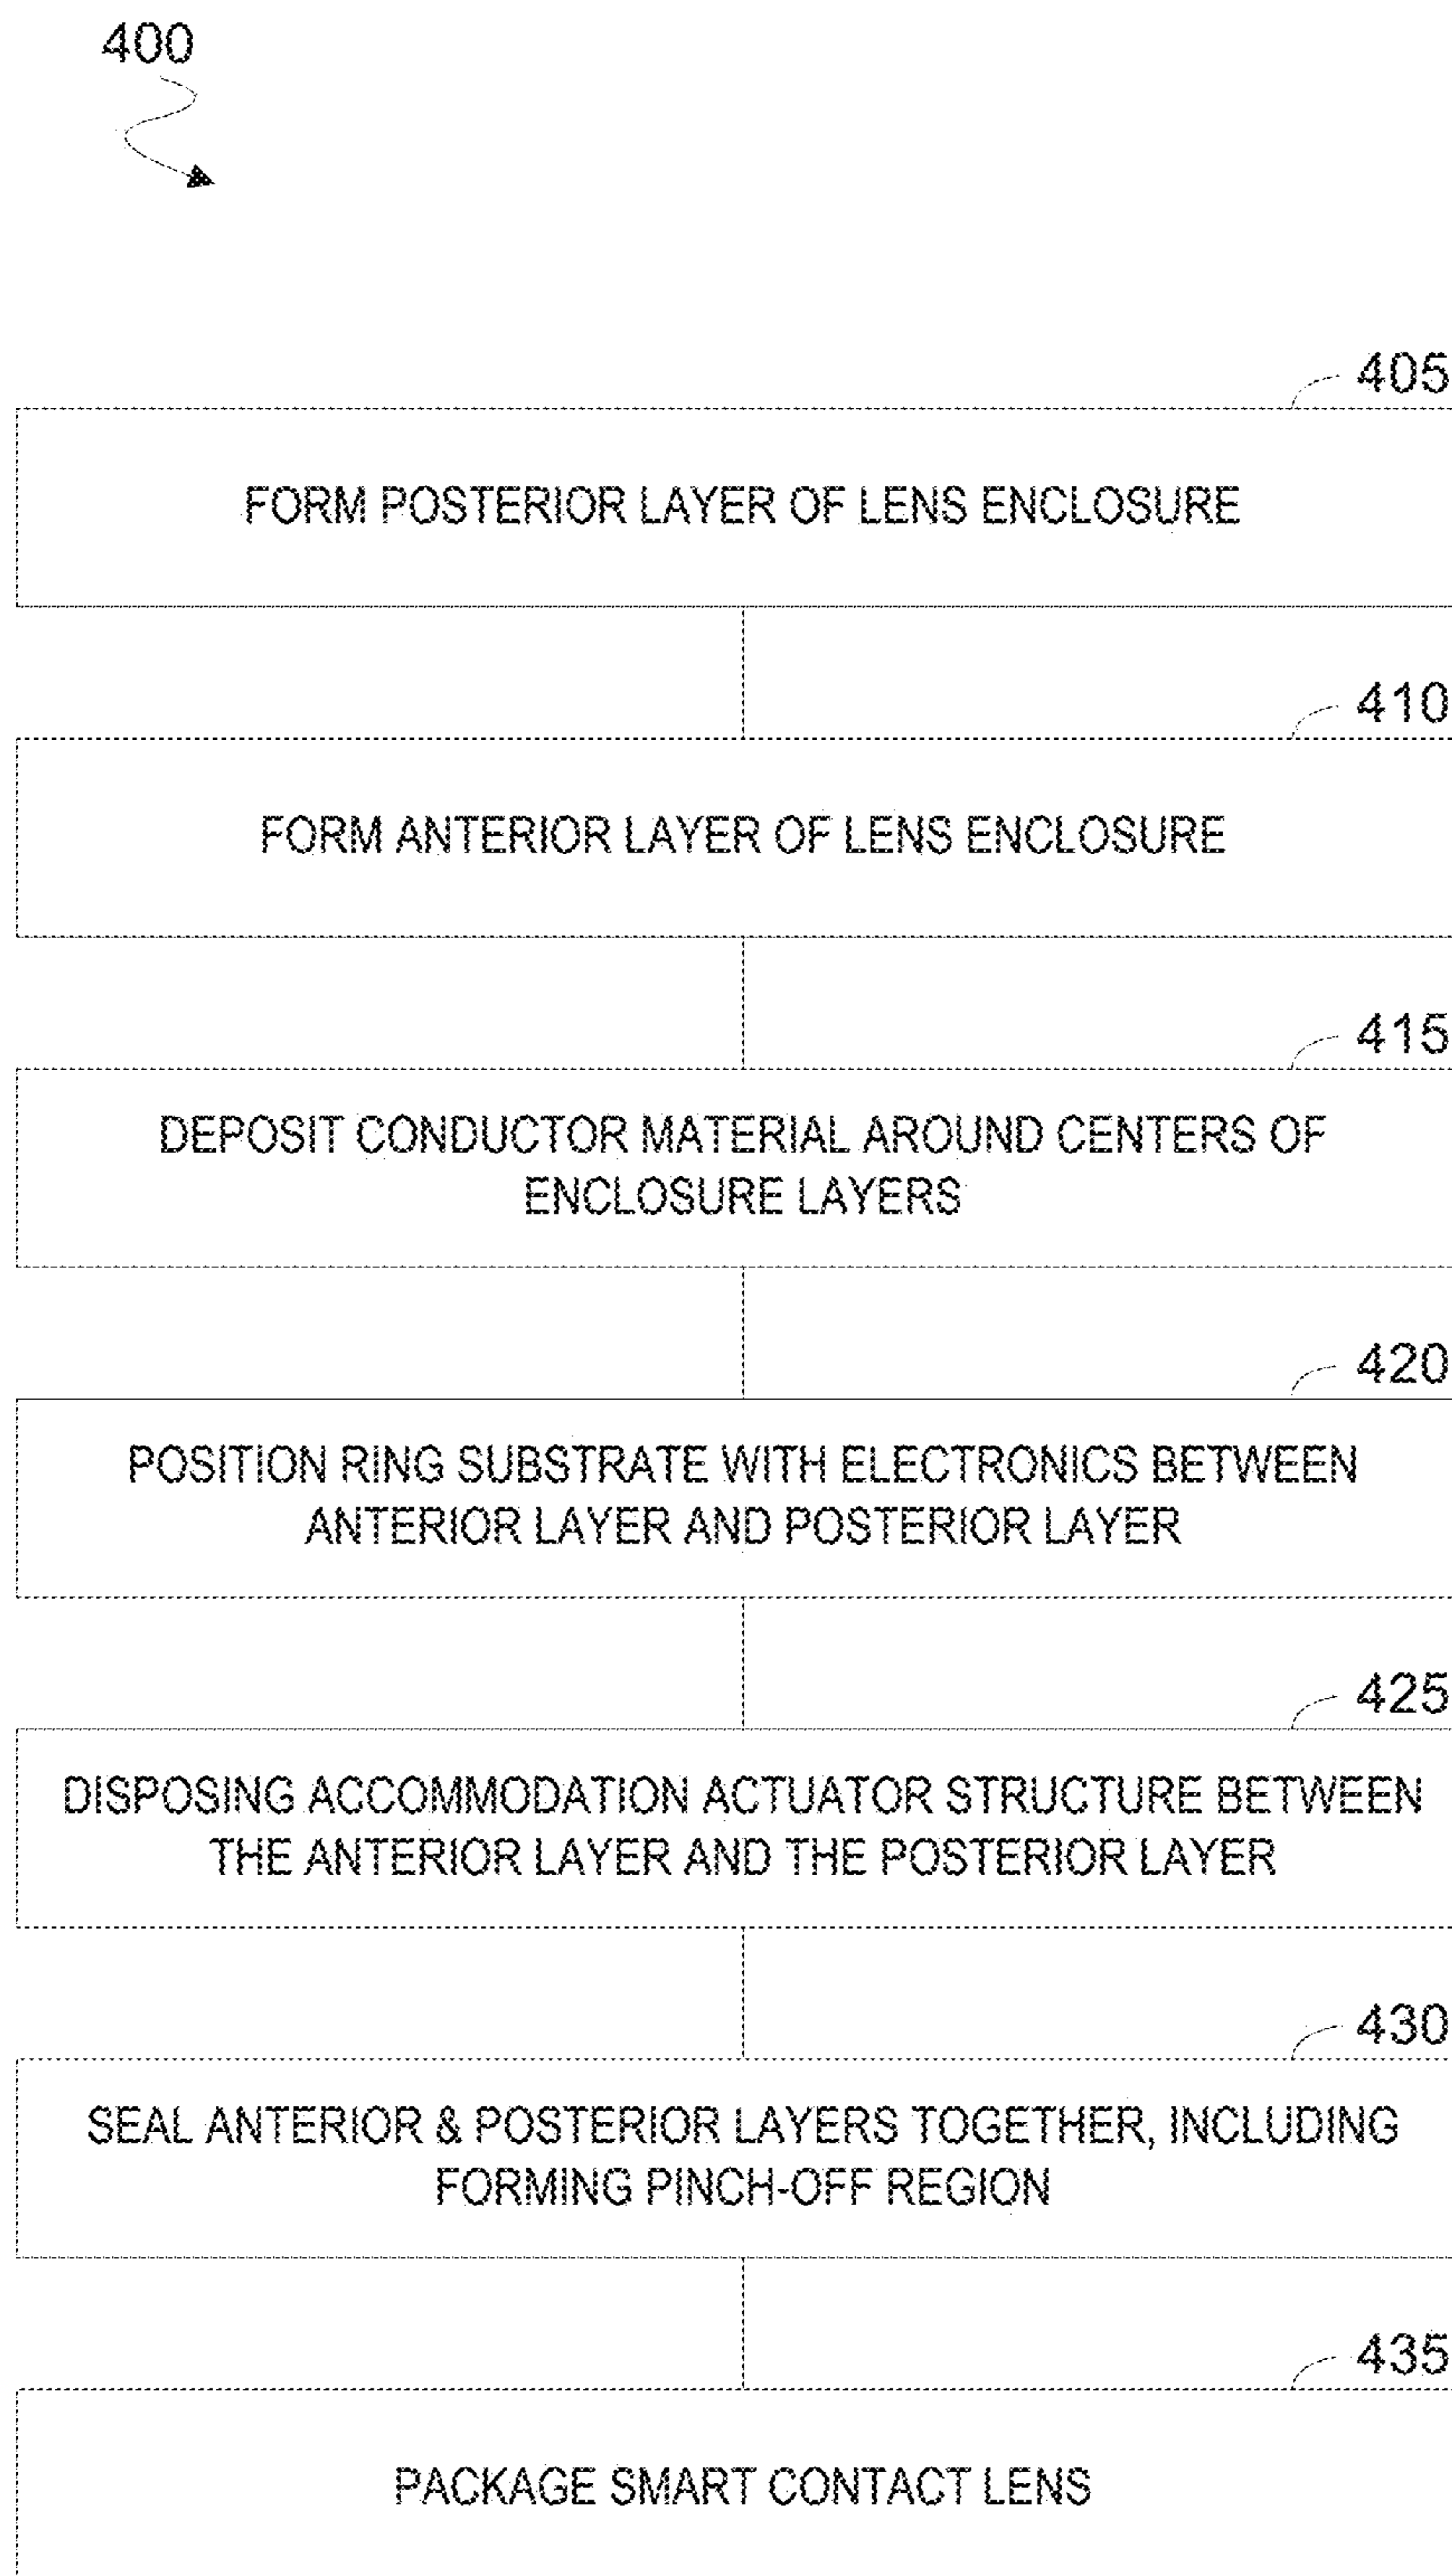 400
405
FORM POSTERIOR LAYER OF LENS ENCLOSURE
410
FORM ANTERIOR LAYER OF LENS ENCLOSURE
415
DEPOSIT CONDUCTOR MATERIAL AROUND CENTERS OF
ENCLOSURE LAYERS
420
POSITION RING SUBSTRATE WITH ELECTRONICS BETWEEN
ANTERIOR LAYER AND POSTERIOR LAYER
425
DISPOSING ACCOMMODATION ACTUATOR STRUCTURE BETWEEN
THE ANTERIOR LAYER AND THE POSTERIOR LAYER
430
SEAL ANTERIOR & POSTERIOR LAYERS TOGETHER, INCLUDING
FORMING PINCH-OFF REGION
435
PACKAGE SMART CONTACT LENS